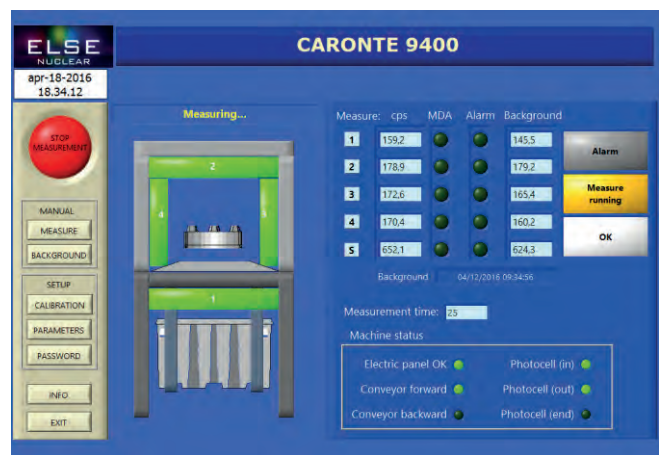 ELSE
NUCLEAR
CARONTE 9400
apr-18-2016
18.34.12
STOP
MEASUREMENT
MANUAL
MEASURE
BACKGROUND
SETUP
CALIBRATION
PARAMETERS
PASSWORD
INFO
EXIT
Measuring...
2
4
3
1
Measure: cps MDA Alarm Background
1 159,2 145,5
2 178,9 179,2
3 172,6 165,4
4 170,4 160,2
S 652,1 624,3
Background 04/12/2016 09:34:56
Alarm
Measure
running
OK
Measurement time: 25
Machine status
Electric panel OK Photocell (in)
Conveyor forward Photocell (out)
Conveyor backward Photocell (end)